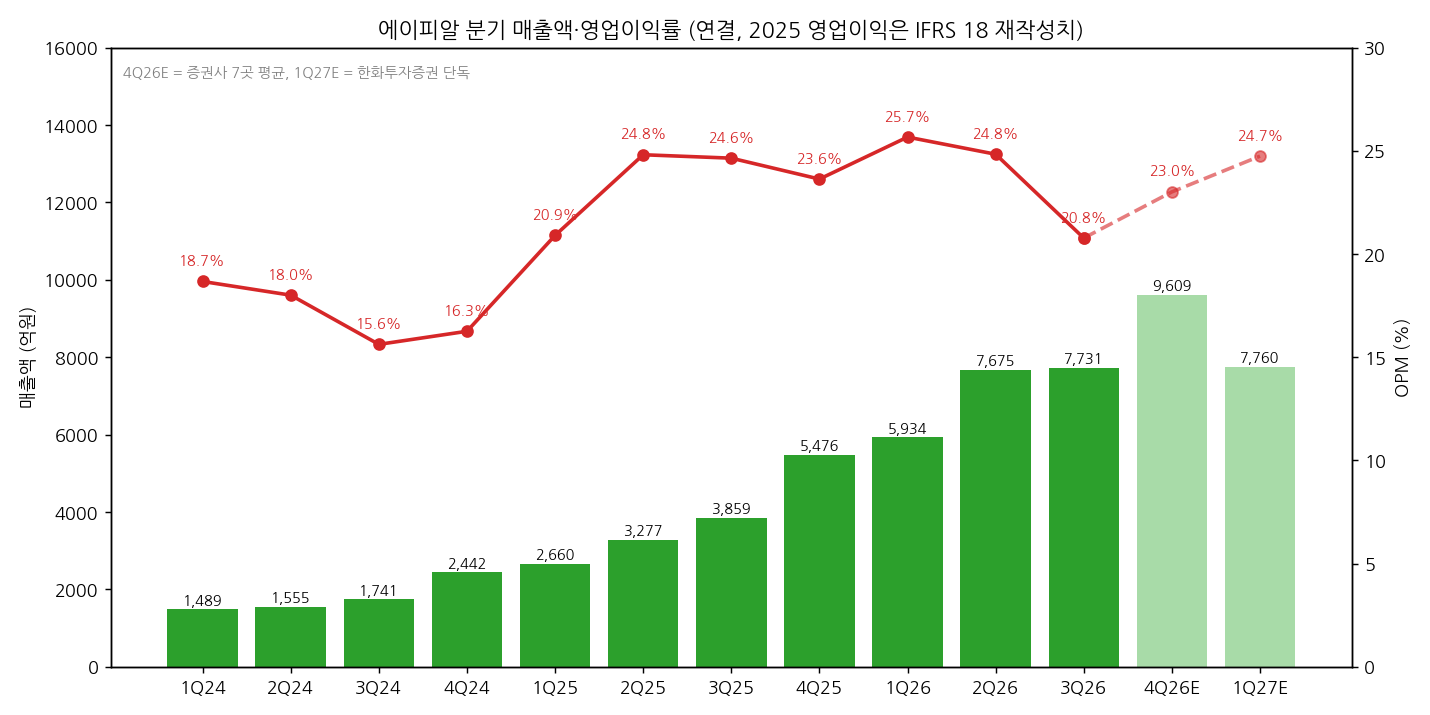 에이피알 분기 매출액·영업이익률 (연결, 2025 영업이익은 IFRS 18 재작성치)
4Q26E = 증권사 7곳 평균, 1Q27E = 한화투자증권 단독
매출액 (억원)
16000
14000
12000
10000
8000
6000
4000
2000
0
18.7%
18.0%
15.6%
16.3%
20.9%
24.8%
24.6%
23.6%
25.7%
24.8%
20.8%
23.0%
24.7%
1,489
1,555
1,741
2,442
2,660
3,277
3,859
5,476
5,934
7,675
7,731
9,609
7,760
30
25
20
15
10
5
0
OPM (%)
1Q24
2Q24
3Q24
4Q24
1Q25
2Q25
3Q25
4Q25
1Q26
2Q26
3Q26
4Q26E
1Q27E